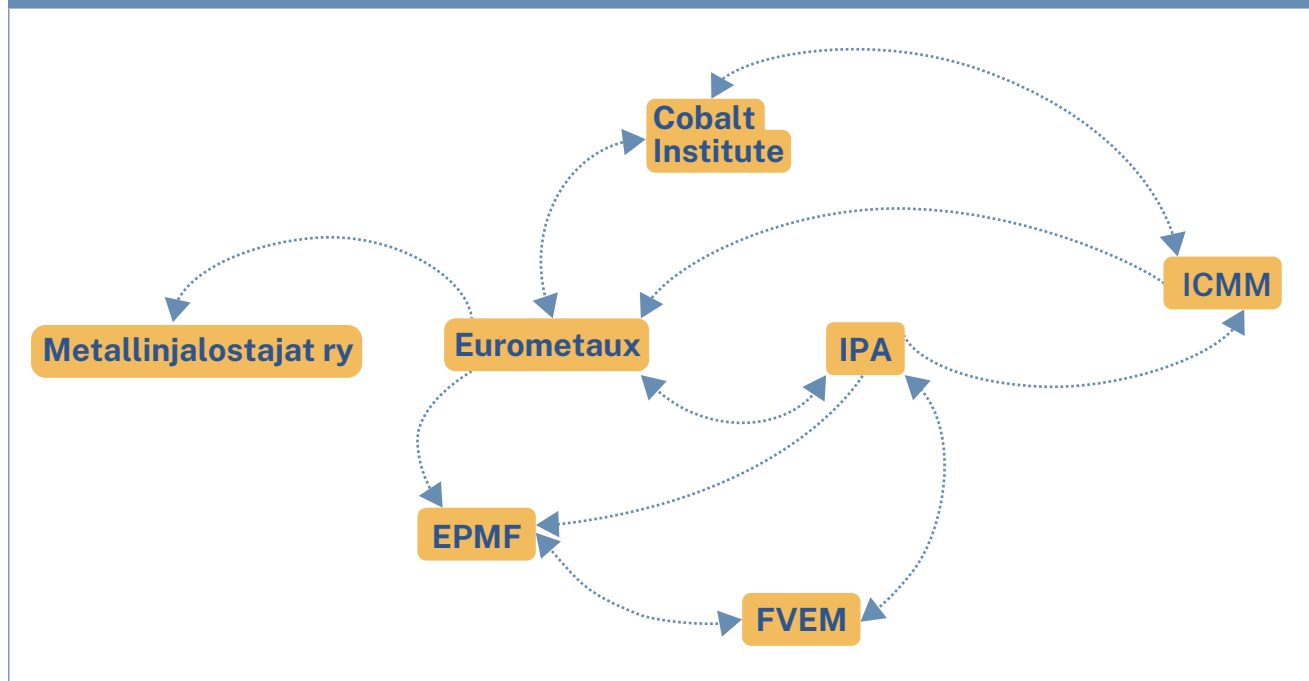 Cobalt
Institute
ICMM
Metallinjalostajat ry
Eurometaux
IPA
EPMF
FVEM